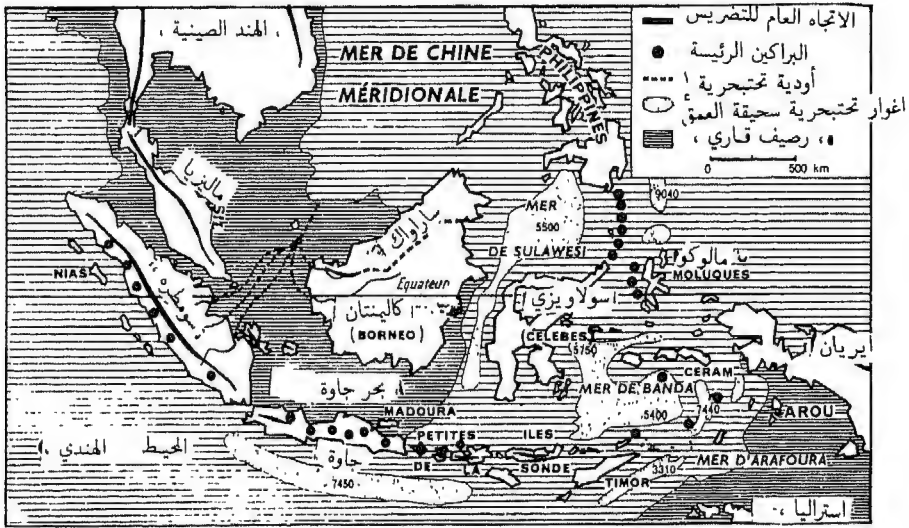 الاتجاه العام للتضريس
البراكين الرئيسة
أودية تحتبحرية
اغوار تحتبحرية سحيقة العمق
رصيف قاري
0 500 km
الهند الصينية
MER DE CHINE
MÉRIDIONALE
PHILIPPINES
9040
ماليزيا
MER
5500
ساراواك
DE SULAWESI
مالوكو
MOLUQUES
NIAS
سومطرة
Equateur
كاليمنتان
(BORNEO)
سولاويزي
(CÉLEBES)
5750
ايريان
CERAM
بحر جاوة
MER DE BANDA
MADOURA
5400
7440
AROU
PETITES
ILES
المحيط الهندي
جاوة
DE
LA
SONDE
MER D'ARAFOURA
3310
TIMOR
7450
استراليا